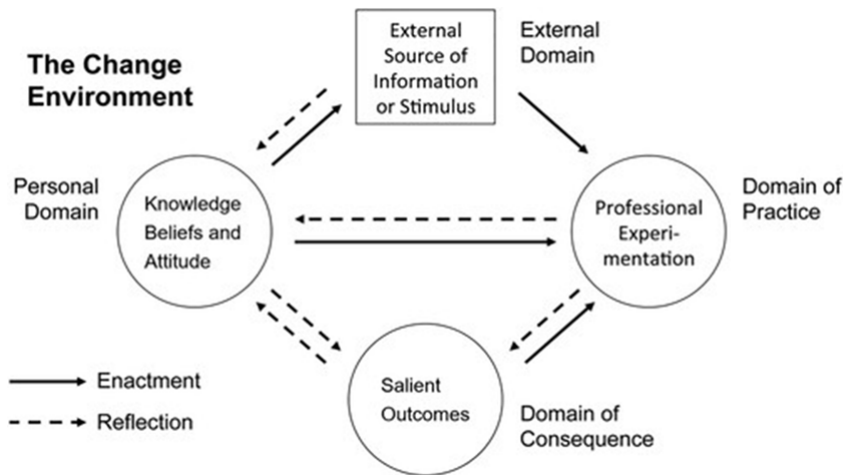 The Change
Environment
External
Source of
Information
or Stimulus
External
Domain
Personal
Domain
Knowledge
Beliefs and
Attitude
Professional
Experi-
mentation
Domain of
Practice
Salient
Outcomes
Domain of
Consequence
Enactment
Reflection